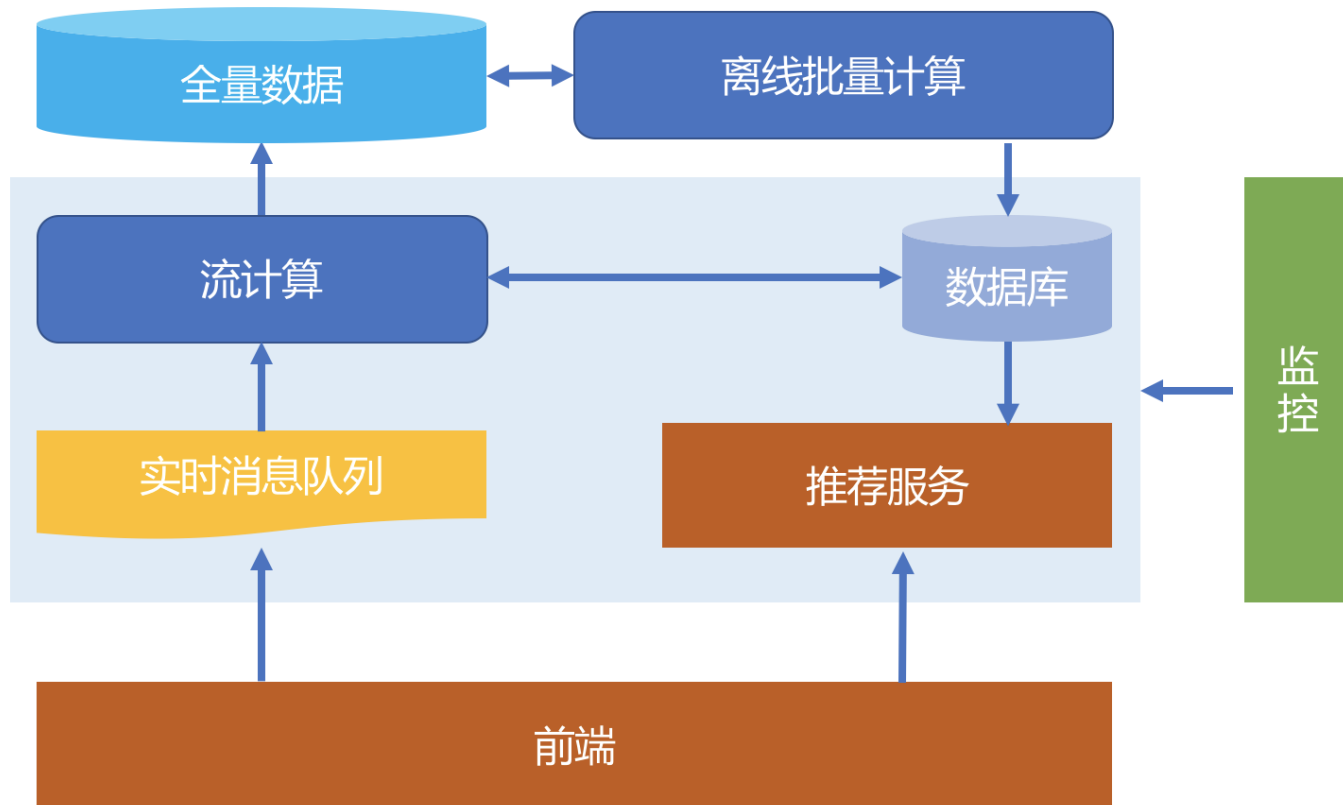 全量数据
离线批量计算
流计算
数据库
监
控
实时消息队列
推荐服务
前端